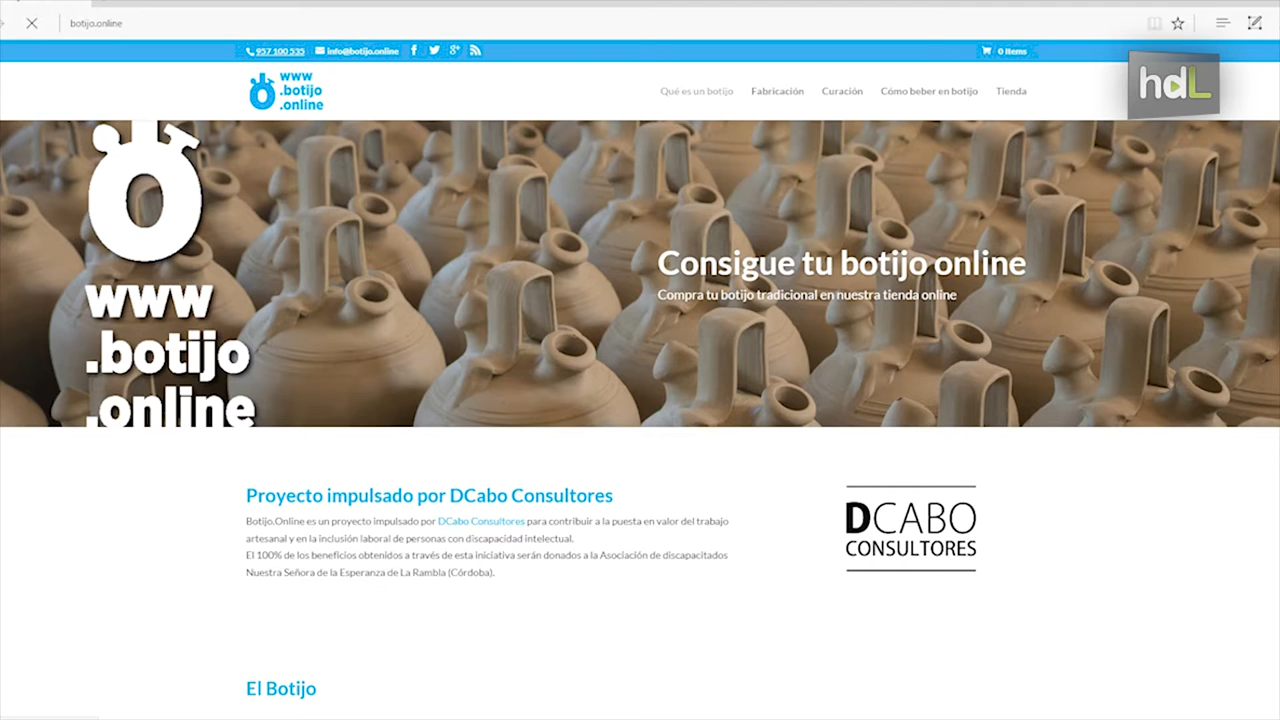 botijo.online
957 100 535 info@botijo.online 0 Items
www
.botijo
.online
Qué es un botijo Fabricación Curación Cómo beber en botijo Tienda
hdL
www
.botijo
.online
Consigue tu botijo online
Compra tu botijo tradicional en nuestra tienda online
Proyecto impulsado por DCabo Consultores
Botijo.Online es un proyecto impulsado por DCabo Consultores para contribuir a la puesta en valor del trabajo
artesanal y en la inclusión laboral de personas con discapacidad intelectual.
El 100% de los beneficios obtenidos a través de esta iniciativa serán donados a la Asociación de discapacitados
Nuestra Señora de la Esperanza de La Rambla (Córdoba).
DCABO
CONSULTORES
El Botijo